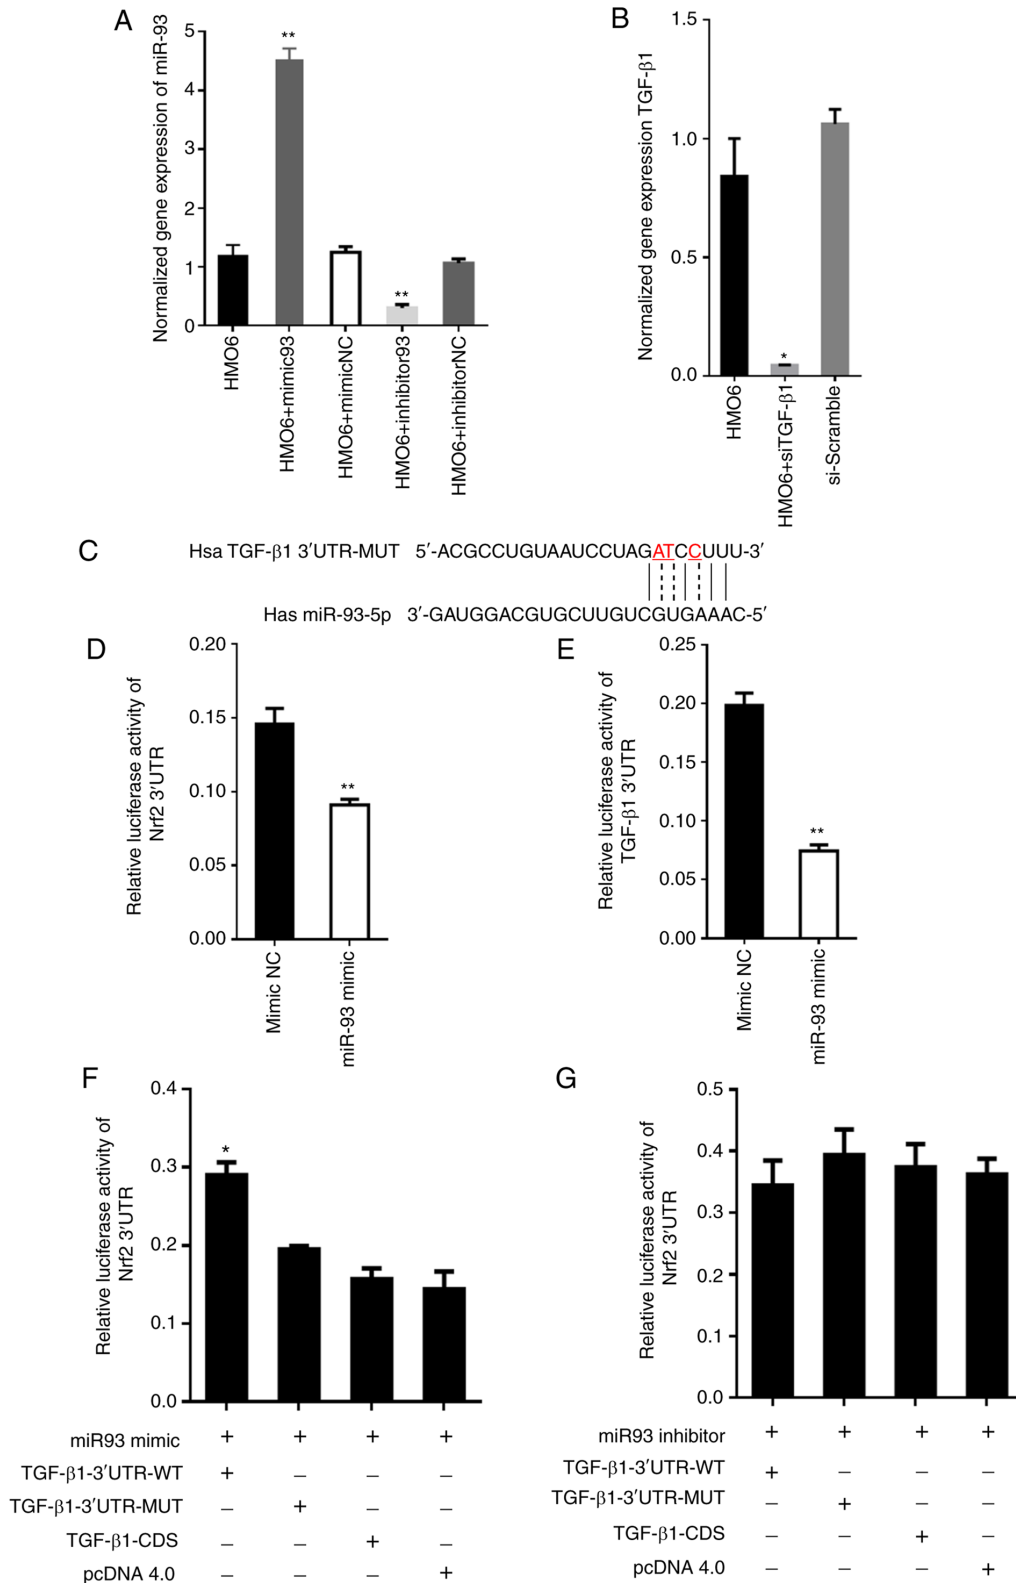 A
Normalized gene expression of miR-93
5
4
3
2
1
0
**
**
HMO6
HMO6+mimic93
HMO6+mimicNC
HMO6+inhibitor93
HMO6+inhibitorNC
B
Normalized gene expression TGF-β1
1.5
1.0
0.5
0.0
*
HMO6
HMO6+siTGF-β1
si-Scramble
C
Hsa TGF-β1 3′UTR-MUT 5′-ACGCCUGUAAUCCUAGATCCUUU-3′
Has miR-93-5p 3′-GAUGGACGUGCUUGUCGUGAAAC-5′
D
Relative luciferase activity of
Nrf2 3′UTR
0.20
0.15
0.10
0.05
0.00
**
Mimic NC
miR-93 mimic
E
Relative luciferase activity of
TGF-β1 3′UTR
0.25
0.20
0.15
0.10
0.05
0.00
**
Mimic NC
miR-93 mimic
F
Relative luciferase activity of
Nrf2 3′UTR
0.4
0.3
0.2
0.1
0.0
*
miR93 mimic + + + +
TGF-β1-3′UTR-WT + – – –
TGF-β1-3′UTR-MUT – + – –
TGF-β1-CDS – – + –
pcDNA 4.0 – – – +
G
Relative luciferase activity of
Nrf2 3′UTR
0.5
0.4
0.3
0.2
0.1
0.0
miR93 inhibitor + + + +
TGF-β1-3′UTR-WT + – – –
TGF-β1-3′UTR-MUT – + – –
TGF-β1-CDS – – + –
pcDNA 4.0 – – – +